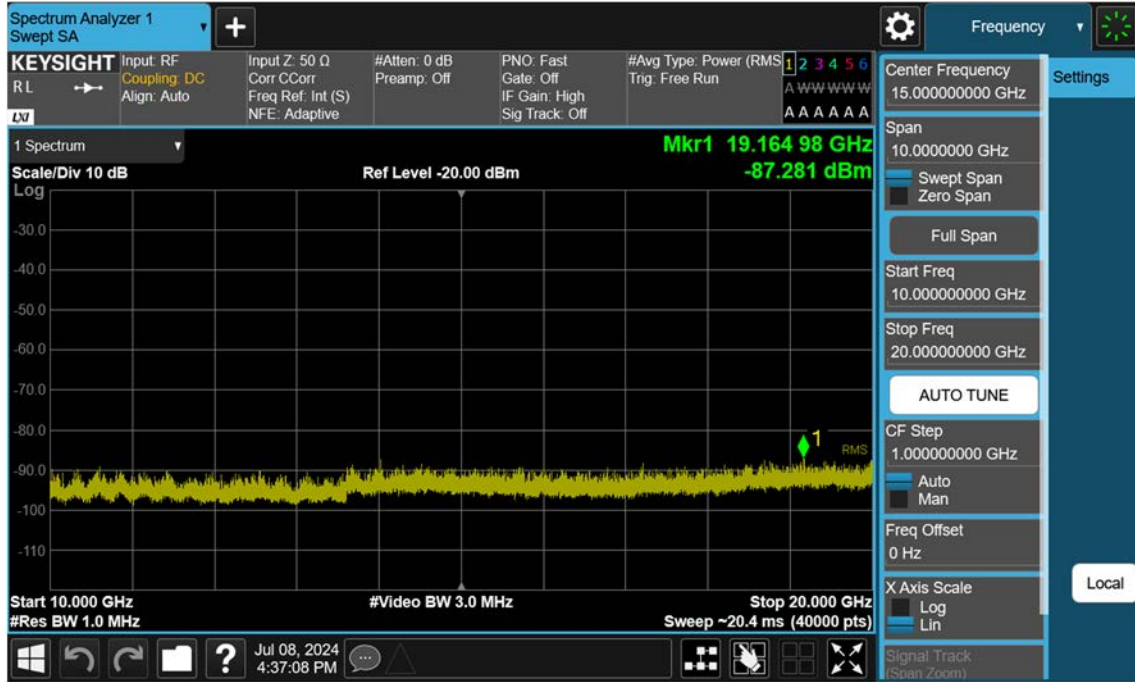 Spectrum Analyzer 1
Swept SA
Frequency
KEYSIGHT
R L
LXI
Input: RF
Coupling: DC
Align: Auto
Input Z: 50 Ω
Corr CCorr
Freq Ref: Int (S)
NFE: Adaptive
#Atten: 0 dB
Preamp: Off
PNO: Fast
Gate: Off
IF Gain: High
Sig Track: Off
#Avg Type: Power (RMS
Trig: Free Run
1 2 3 4 5 6
A W W W W W
A A A A A A
1 Spectrum
Mkr1 19.164 98 GHz
Scale/Div 10 dB
Ref Level -20.00 dBm
-87.281 dBm
Log
-30.0
-40.0
-50.0
-60.0
-70.0
-80.0
-90.0
-100
-110
1
RMS
Start 10.000 GHz
#Video BW 3.0 MHz
Stop 20.000 GHz
#Res BW 1.0 MHz
Sweep ~20.4 ms (40000 pts)
Jul 08, 2024
4:37:08 PM
Center Frequency
15.000000000 GHz
Settings
Span
10.0000000 GHz
Swept Span
Zero Span
Full Span
Start Freq
10.000000000 GHz
Stop Freq
20.000000000 GHz
AUTO TUNE
CF Step
1.000000000 GHz
Auto
Man
Freq Offset
0 Hz
X Axis Scale
Log
Lin
Local
Signal Track
(Span Zoom)